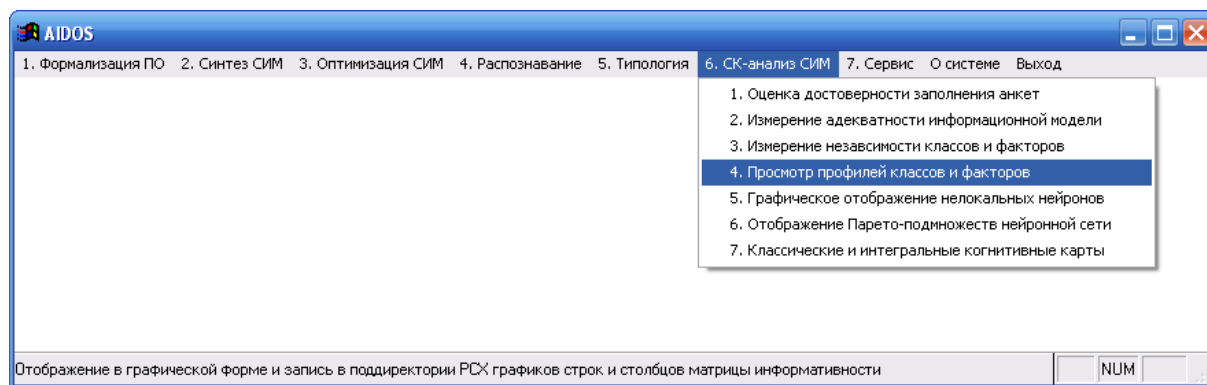 AIDOS
1. Формализация ПО 2. Синтез СИМ 3. Оптимизация СИМ 4. Распознавание 5. Типология 6. СК-анализ СИМ 7. Сервис О системе Выход
1. Оценка достоверности заполнения анкет
2. Измерение адекватности информационной модели
3. Измерение незавсимости классов и факторов
4. Просмотр профилей классов и факторов
5. Графическое отображение нелокальных нейронов
6. Отображение Парето-подмножеств нейронной сети
7. Классические и интегральные когнитивные карты
Отображение в графической форме и запись в поддиректории PCX графиков строк и столбцов матрицы информативности NUM